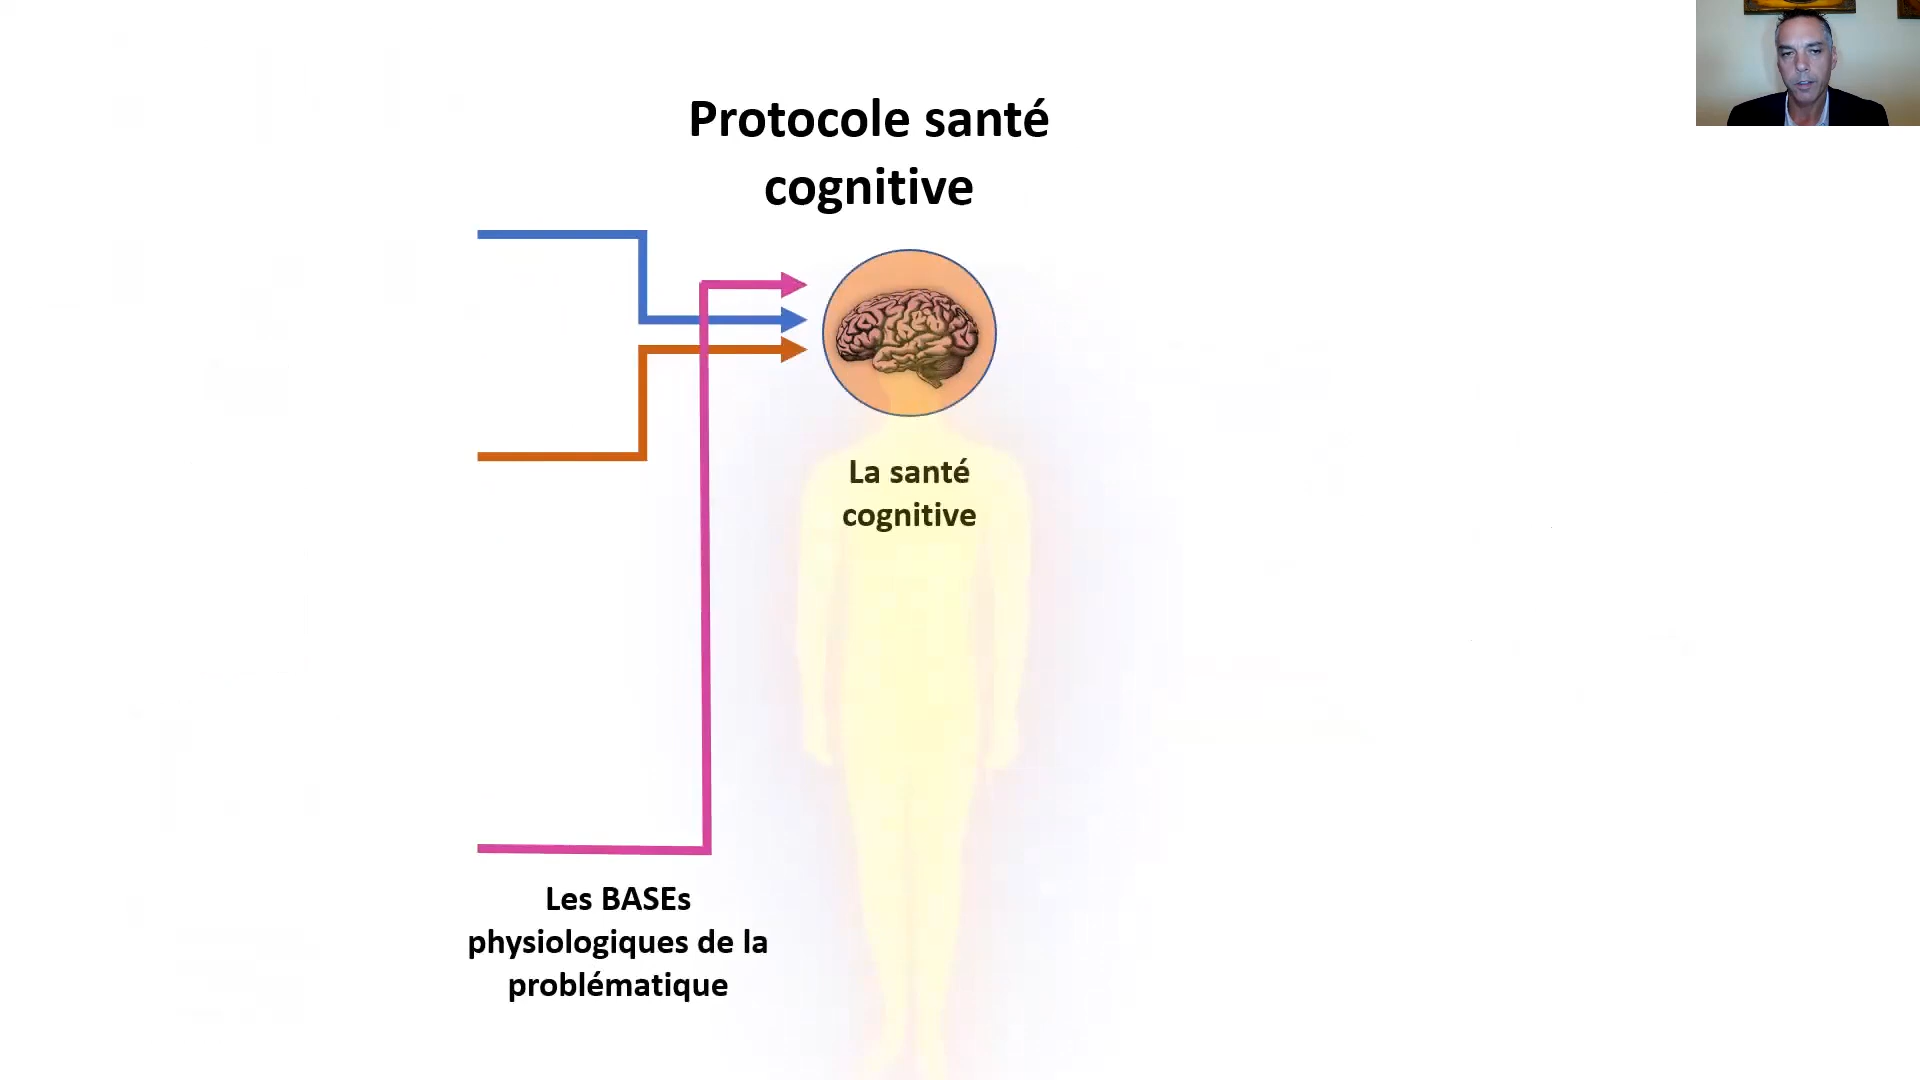 Protocole santé
cognitive
La santé
cognitive
Les BASEs
physiologiques de la
problématique